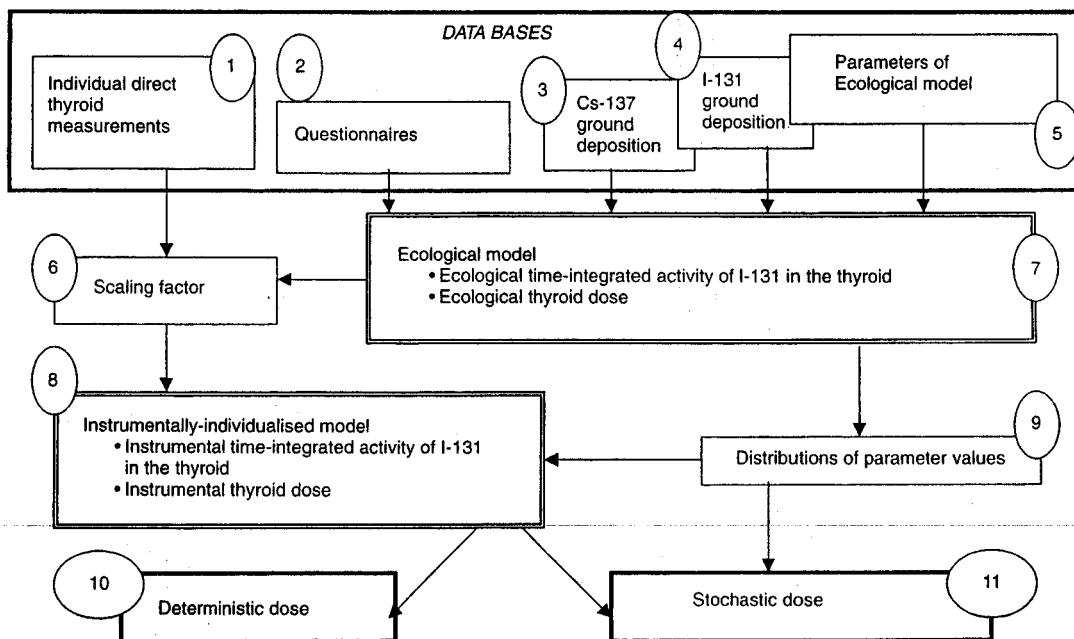 DATA BASES
1
Individual direct
thyroid
measurements
2
Questionnaires
3
Cs-137
ground
deposition
4
I-131
ground
deposition.
Parameters of
Ecological model
5
6
Scaling factor
Ecological model
• Ecological time-integrated activity of I-131 in the thyroid
• Ecological thyroid dose
7
8
Instrumentally-individualised model
• Instrumental time-integrated activity of I-131
in the thyroid
• Instrumental thyroid dose
9
Distributions of parameter values
10
Deterministic dose
11
Stochastic dose